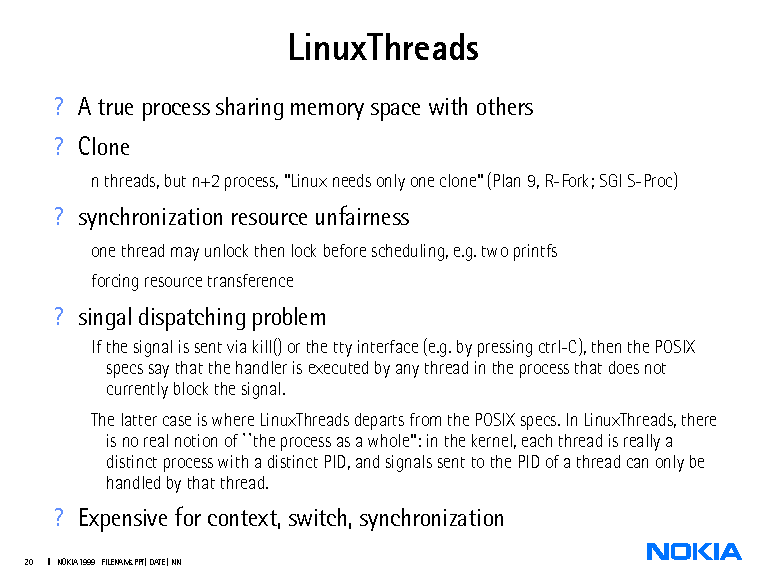 LinuxThreads
? A true process sharing memory space with others
? Clone
n threads, but n+2 process, "Linux needs only one clone" (Plan 9, R-Fork; SGI S-Proc)
? synchronization resource unfairness
one thread may unlock then lock before scheduling, e.g. two printfs
forcing resource transference
? singal dispatching problem
If the signal is sent via kill() or the tty interface (e.g. by pressing ctrl-C), then the POSIX
specs say that the handler is executed by any thread in the process that does not
currently block the signal.
The latter case is where LinuxThreads departs from the POSIX specs. In LinuxThreads, there
is no real notion of ``the process as a whole": in the kernel, each thread is really a
distinct process with a distinct PID, and signals sent to the PID of a thread can only be
handled by that thread.
? Expensive for context, switch, synchronization
NOKIA
20 | NOKIA 1999 FILENAMs.PPT | DATE | NN